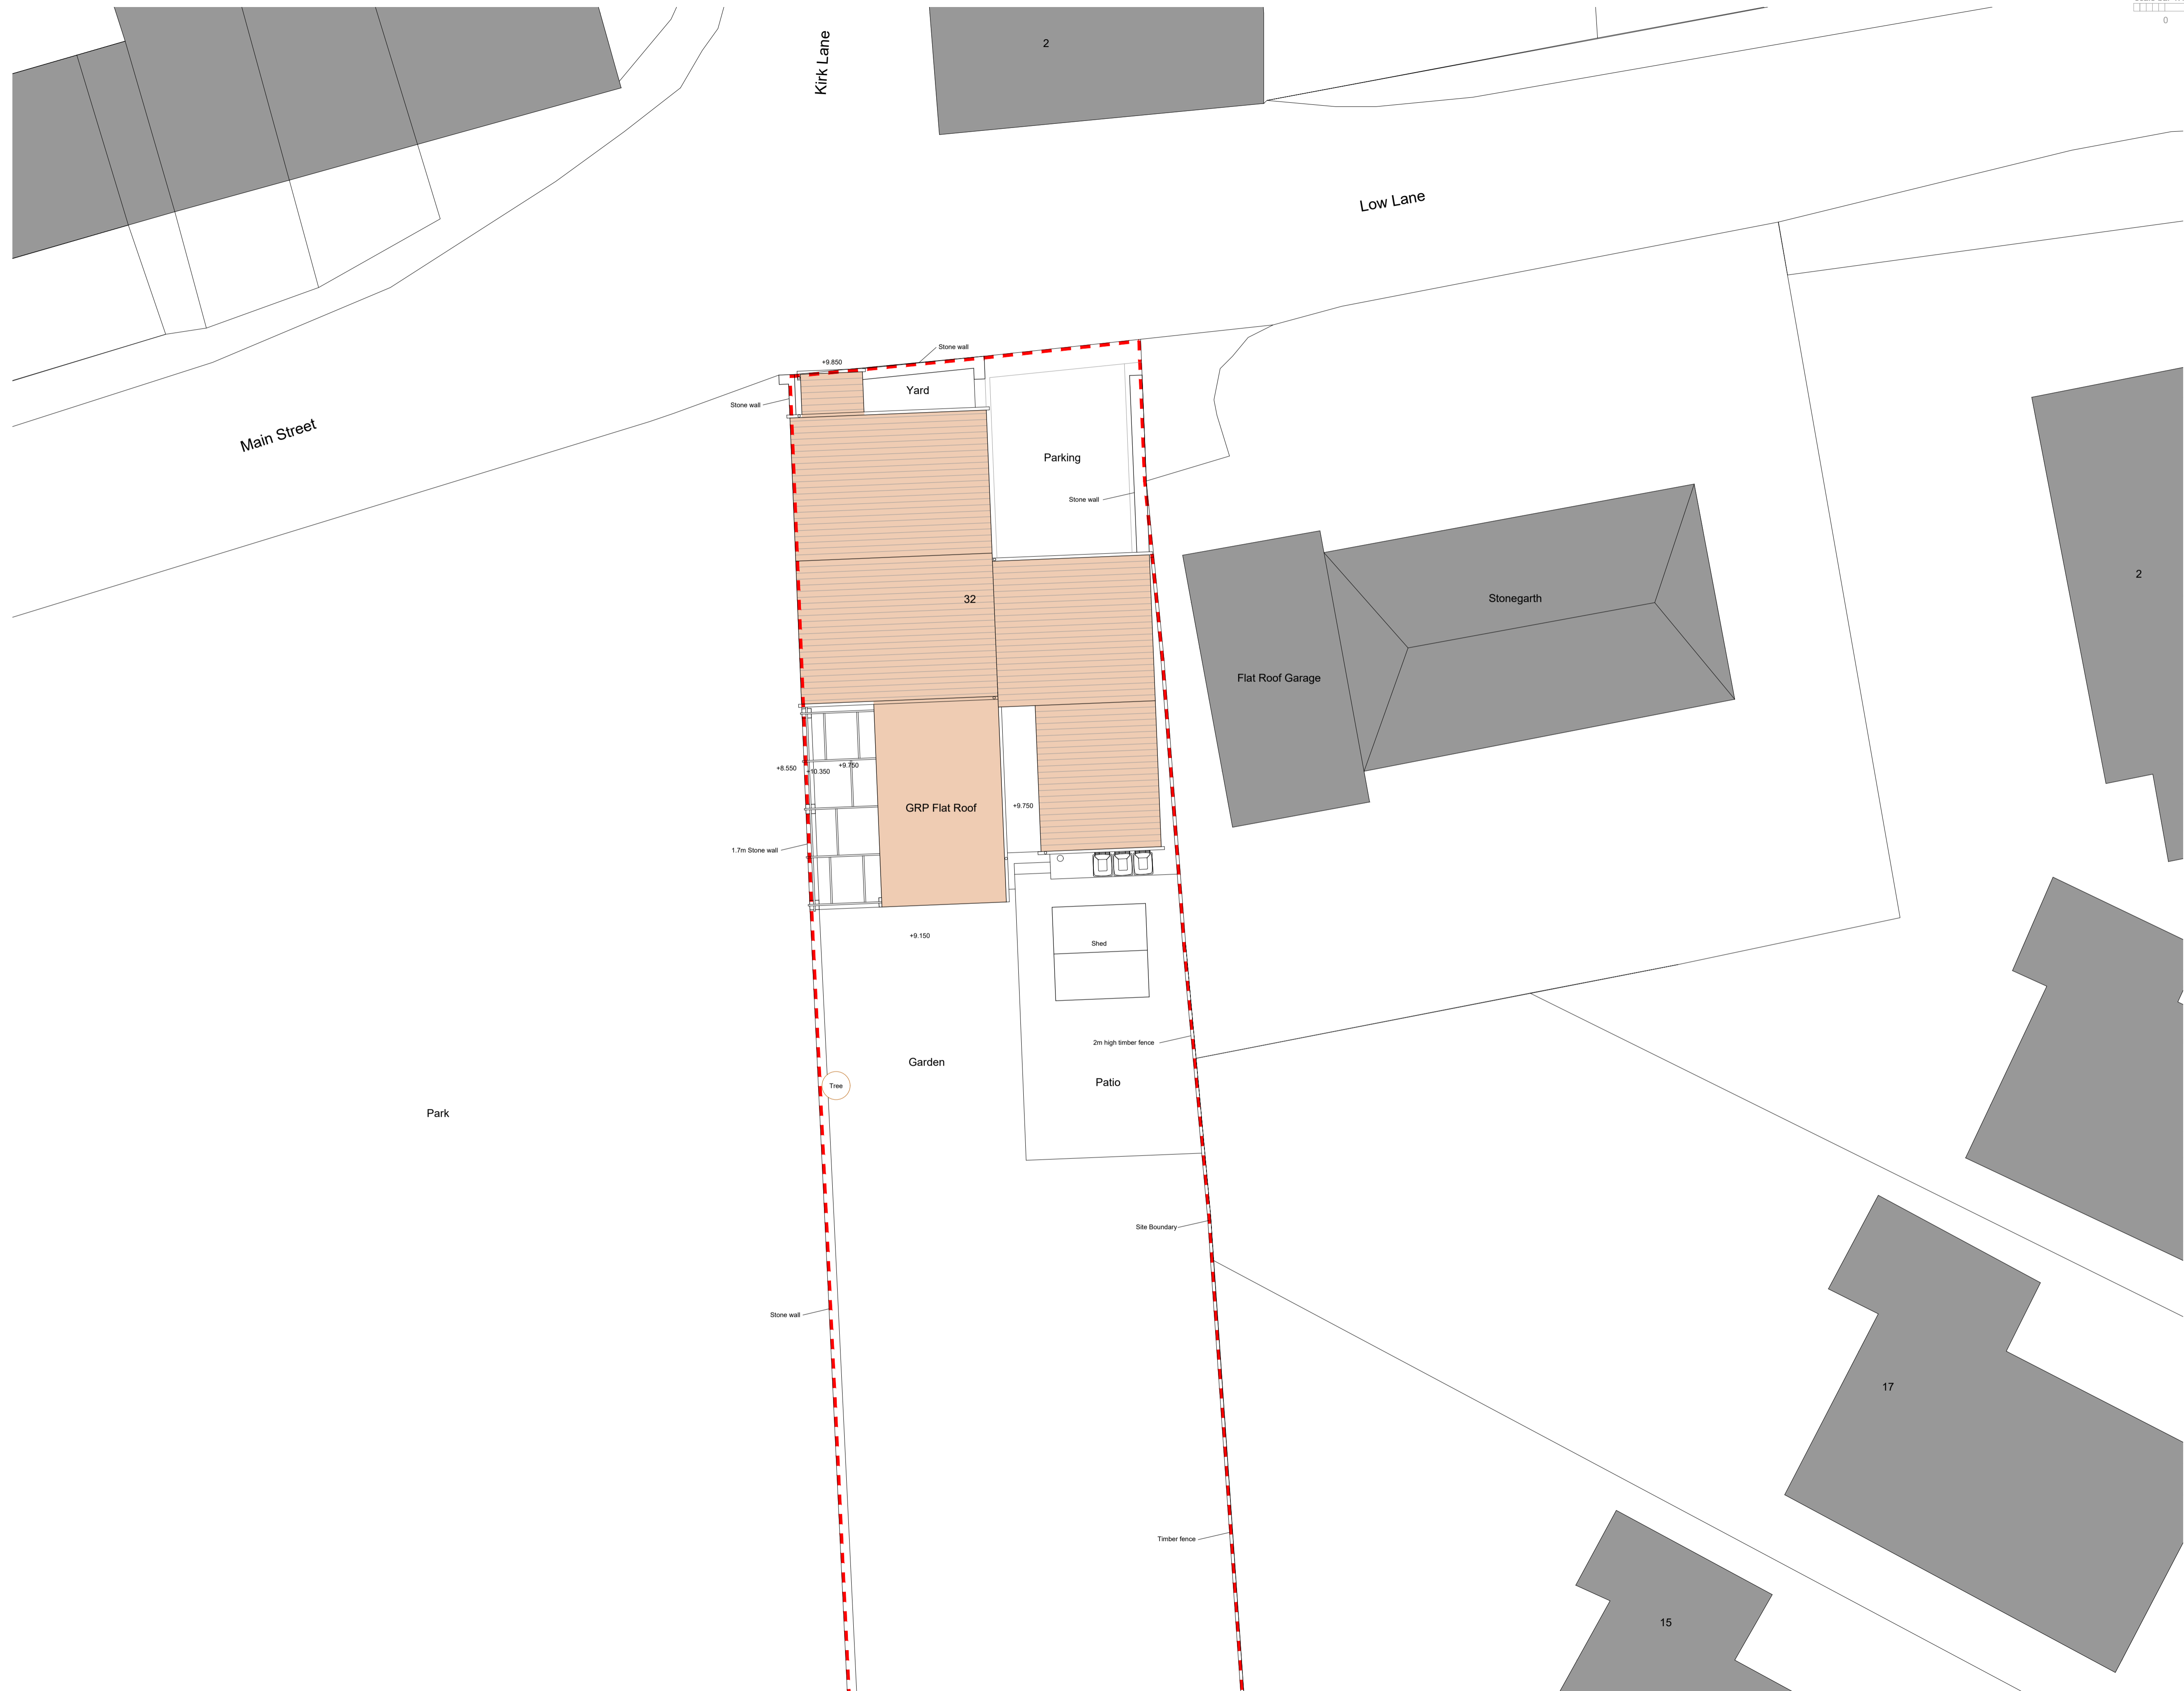 0
Kirk Lane
2
Low Lane
Stone wall
+9.850
Yard
Stone wall
Main Street
Parking
Stone wall
32
Stonegarth
2
Flat Roof Garage
+8.550
+10.350
+9.750
GRP Flat Roof
+9.750
1.7m Stone wall
+9.150
Shed
2m high timber fence
Garden
Patio
Tree
Park
Site Boundary
Stone wall
17
Timber fence
15